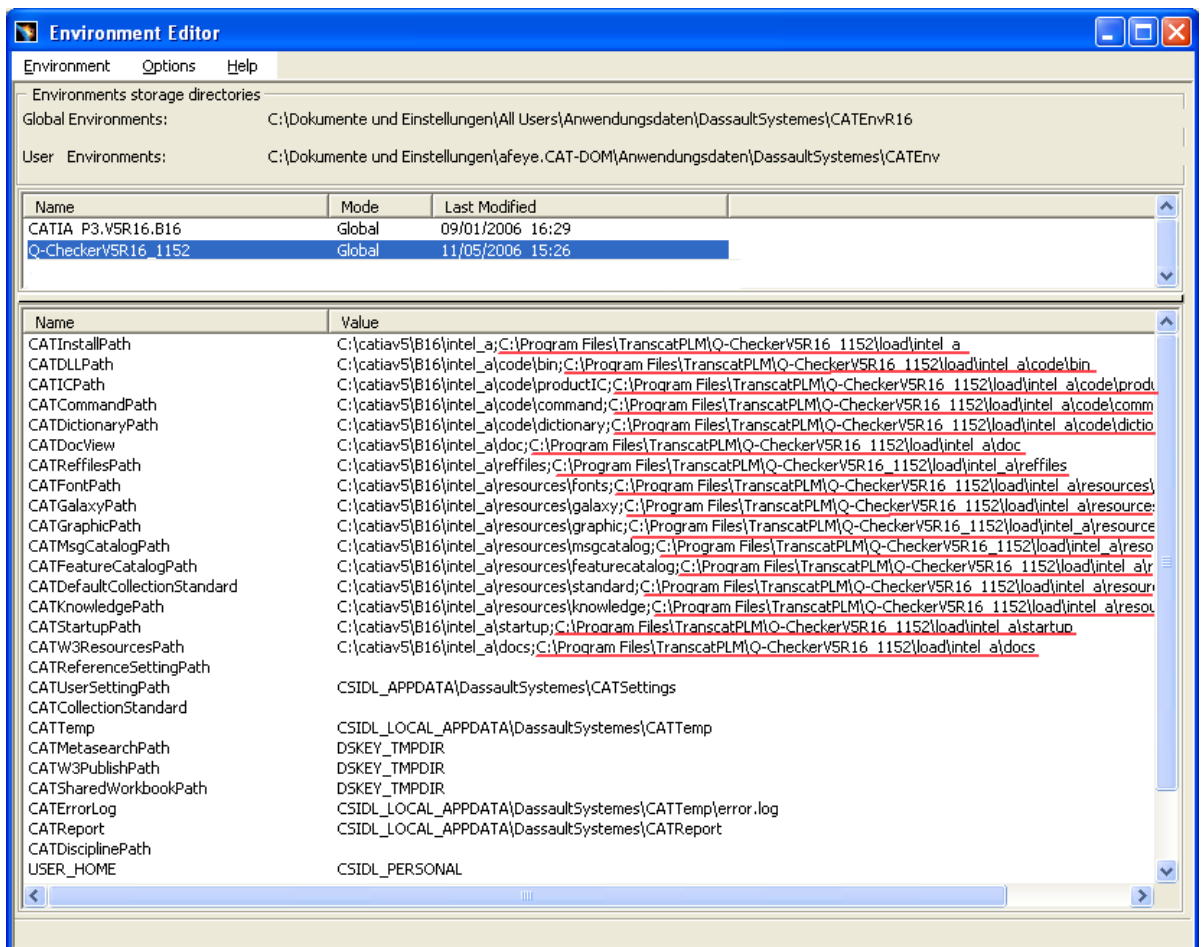 Environment Editor
Environment Options Help
Environments storage directories
Global Environments: C:\Dokumente und Einstellungen\All Users\Anwendungsdaten\DassaultSystemes\CATEnvR16
User Environments: C:\Dokumente und Einstellungen\afeye.CAT-DOM\Anwendungsdaten\DassaultSystemes\CATEnv
Name Mode Last Modified
CATIA P3.V5R16.B16 Global 09/01/2006 16:29
Q-CheckerV5R16_1152 Global 11/05/2006 15:26
Name Value
CATInstallPath C:\catiav5\B16\intel_a;C:\Program Files\TranscatPLM\Q-CheckerV5R16_1152\load\intel_a
CATDLLPath C:\catiav5\B16\intel_a\code\bin;C:\Program Files\TranscatPLM\Q-CheckerV5R16_1152\load\intel_a\code\bin
CATICPath C:\catiav5\B16\intel_a\code\productIC;C:\Program Files\TranscatPLM\Q-CheckerV5R16_1152\load\intel_a\code\produ
CATCommandPath C:\catiav5\B16\intel_a\code\command;C:\Program Files\TranscatPLM\Q-CheckerV5R16_1152\load\intel_a\code\comm
CATDictionaryPath C:\catiav5\B16\intel_a\code\dictionary;C:\Program Files\TranscatPLM\Q-CheckerV5R16_1152\load\intel_a\code\dictio
CATDocView C:\catiav5\B16\intel_a\doc;C:\Program Files\TranscatPLM\Q-CheckerV5R16_1152\load\intel_a\doc
CATReffilesPath C:\catiav5\B16\intel_a\reffiles;C:\Program Files\TranscatPLM\Q-CheckerV5R16_1152\load\intel_a\reffiles
CATFontPath C:\catiav5\B16\intel_a\resources\fonts;C:\Program Files\TranscatPLM\Q-CheckerV5R16_1152\load\intel_a\resources\
CATGalaxyPath C:\catiav5\B16\intel_a\resources\galaxy;C:\Program Files\TranscatPLM\Q-CheckerV5R16_1152\load\intel_a\resources
CATGraphicPath C:\catiav5\B16\intel_a\resources\graphic;C:\Program Files\TranscatPLM\Q-CheckerV5R16_1152\load\intel_a\resource
CATMsgCatalogPath C:\catiav5\B16\intel_a\resources\msgcatalog;C:\Program Files\TranscatPLM\Q-CheckerV5R16_1152\load\intel_a\reso
CATFeatureCatalogPath C:\catiav5\B16\intel_a\resources\featurecatalog;C:\Program Files\TranscatPLM\Q-CheckerV5R16_1152\load\intel_a\r
CATDefaultCollectionStandard C:\catiav5\B16\intel_a\resources\standard;C:\Program Files\TranscatPLM\Q-CheckerV5R16_1152\load\intel_a\resour
CATKnowledgePath C:\catiav5\B16\intel_a\resources\knowledge;C:\Program Files\TranscatPLM\Q-CheckerV5R16_1152\load\intel_a\resou
CATStartupPath C:\catiav5\B16\intel_a\startup;C:\Program Files\TranscatPLM\Q-CheckerV5R16_1152\load\intel_a\startup
CATW3ResourcesPath C:\catiav5\B16\intel_a\docs;C:\Program Files\TranscatPLM\Q-CheckerV5R16_1152\load\intel_a\docs
CATReferenceSettingPath
CATUserSettingPath CSIDL_APPDATA\DassaultSystemes\CATSettings
CATCollectionStandard
CATTemp CSIDL_LOCAL_APPDATA\DassaultSystemes\CATTemp
CATMetasearchPath DSKEY_TMPDIR
CATW3PublishPath DSKEY_TMPDIR
CATSharedWorkbookPath DSKEY_TMPDIR
CATErrorLog CSIDL_LOCAL_APPDATA\DassaultSystemes\CATTemp\error.log
CATReport CSIDL_LOCAL_APPDATA\DassaultSystemes\CATReport
CATDisciplinePath
USER_HOME CSIDL_PERSONAL